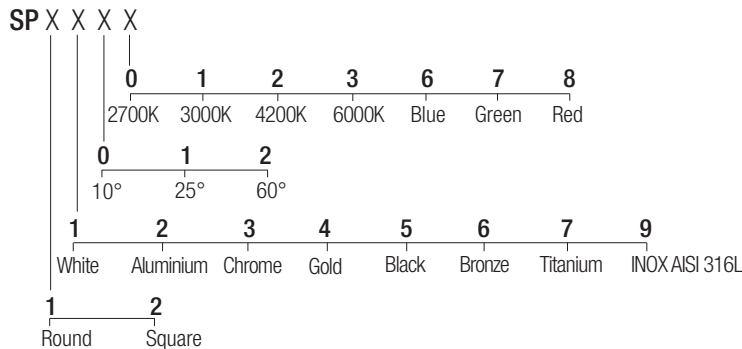 SP X X X X
0 1 2 3 6 7 8
2700K 3000K 4200K 6000K Blue Green Red
0 1 2
10° 25° 60°
1 2 3 4 5 6 7 9
White Aluminium Chrome Gold Black Bronze Titanium INOX AISI 316L
1 2
Round Square